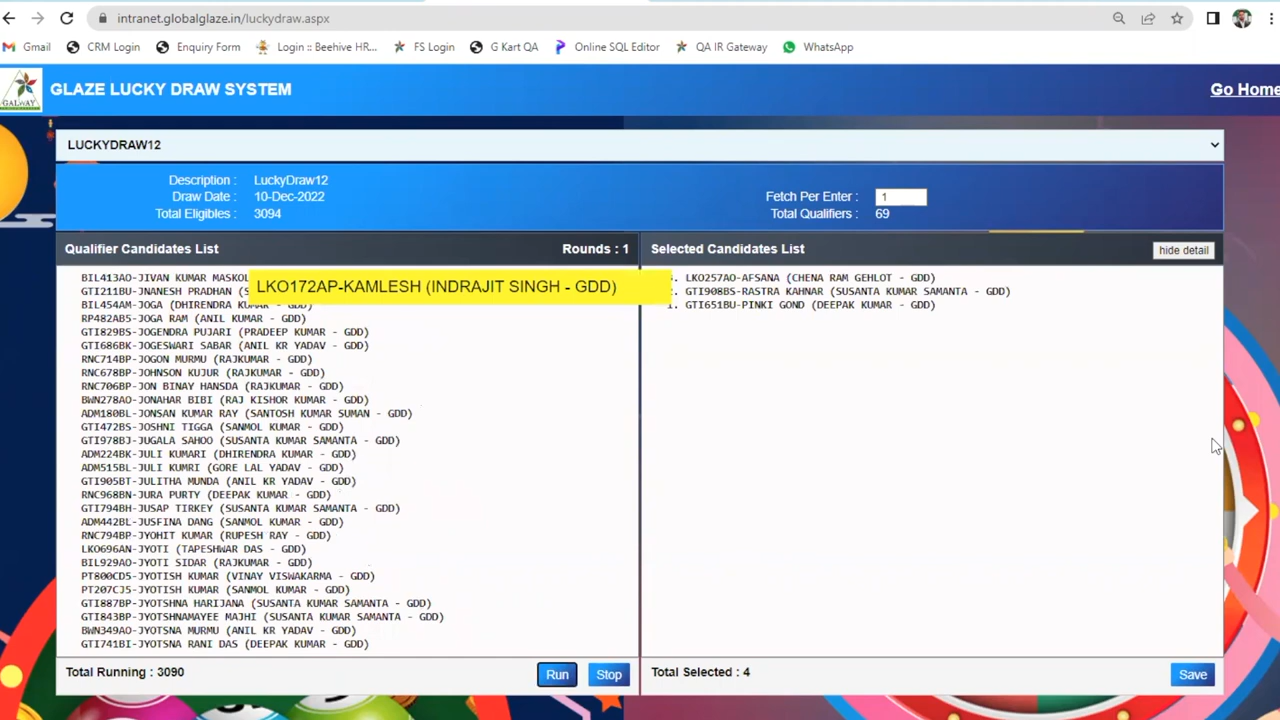 intranet.globalglaze.in/luckydraw.aspx
Gmail CRM Login Enquiry Form Login :: Beehive HR... FS Login G Kart QA Online SQL Editor QA IR Gateway WhatsApp
GALWAY
GLAZE LUCKY DRAW SYSTEM
Go Home
LUCKYDRAW12
Description : LuckyDraw12
Draw Date : 10-Dec-2022
Total Eligibles : 3094
Fetch Per Enter : 1
Total Qualifiers : 69
Qualifier Candidates List Rounds : 1
BIL413AO-JIVAN KUMAR MASKOL
GTI211BU-JNANESH PRADHAN
LKO172AP-KAMLESH (INDRAJIT SINGH - GDD)
BIL454AM-JOGA (DHIRENDRA KUMAR - GDD)
RP482AB5-JOGA RAM (ANIL KUMAR - GDD)
GTI829BS-JOGENDRA PUJARI (PRADEEP KUMAR - GDD)
GTI686BK-JOGESWARI SABAR (ANIL KR YADAV - GDD)
RNC714BP-JOGON MURMU (RAJKUMAR - GDD)
RNC678BP-JOHNSON KUJUR (RAJKUMAR - GDD)
RNC706BP-JON BINAY HANSDA (RAJKUMAR - GDD)
BWN278AO-JONAHAR BIBI (RAJ KISHOR KUMAR - GDD)
ADM180BL-JONSAN KUMAR RAY (SANTOSH KUMAR SUMAN - GDD)
GTI472BS-JOSHNI TIGGA (SANMOL KUMAR - GDD)
GTI978BJ-JUGALA SAHOO (SUSANTA KUMAR SAMANTA - GDD)
ADM224BK-JULI KUMARI (DHIRENDRA KUMAR - GDD)
ADM515BL-JULI KUMRI (GORE LAL YADAV - GDD)
GTI905BT-JULITHA MUNDA (ANIL KR YADAV - GDD)
RNC968BN-JURA PURTY (DEEPAK KUMAR - GDD)
GTI794BH-JUSAP TIRKEY (SUSANTA KUMAR SAMANTA - GDD)
ADM442BL-JUSFINA DANG (SANMOL KUMAR - GDD)
RNC794BP-JYOHIT KUMAR (RUPESH RAY - GDD)
LKO696AN-JYOTI (TAPESHWAR DAS - GDD)
BIL929AO-JYOTI SIDAR (RAJKUMAR - GDD)
PT800CD5-JYOTISH KUMAR (VINAY VISWAKARMA - GDD)
PT207CJ5-JYOTISH KUMAR (SANMOL KUMAR - GDD)
GTI887BP-JYOTSHNA HARIJANA (SUSANTA KUMAR SAMANTA - GDD)
GTI843BP-JYOTSHNAMAYEE MAJHI (SUSANTA KUMAR SAMANTA - GDD)
BWN349AO-JYOTSNA MURMU (ANIL KR YADAV - GDD)
GTI741BI-JYOTSNA RANI DAS (DEEPAK KUMAR - GDD)
Total Running : 3090 Run Stop
Selected Candidates List hide detail
LKO257AO-AFSANA (CHENA RAM GEHLOT - GDD)
2. GTI908BS-RASTRA KAHNAR (SUSANTA KUMAR SAMANTA - GDD)
1. GTI651BU-PINKI GOND (DEEPAK KUMAR - GDD)
Total Selected : 4 Save